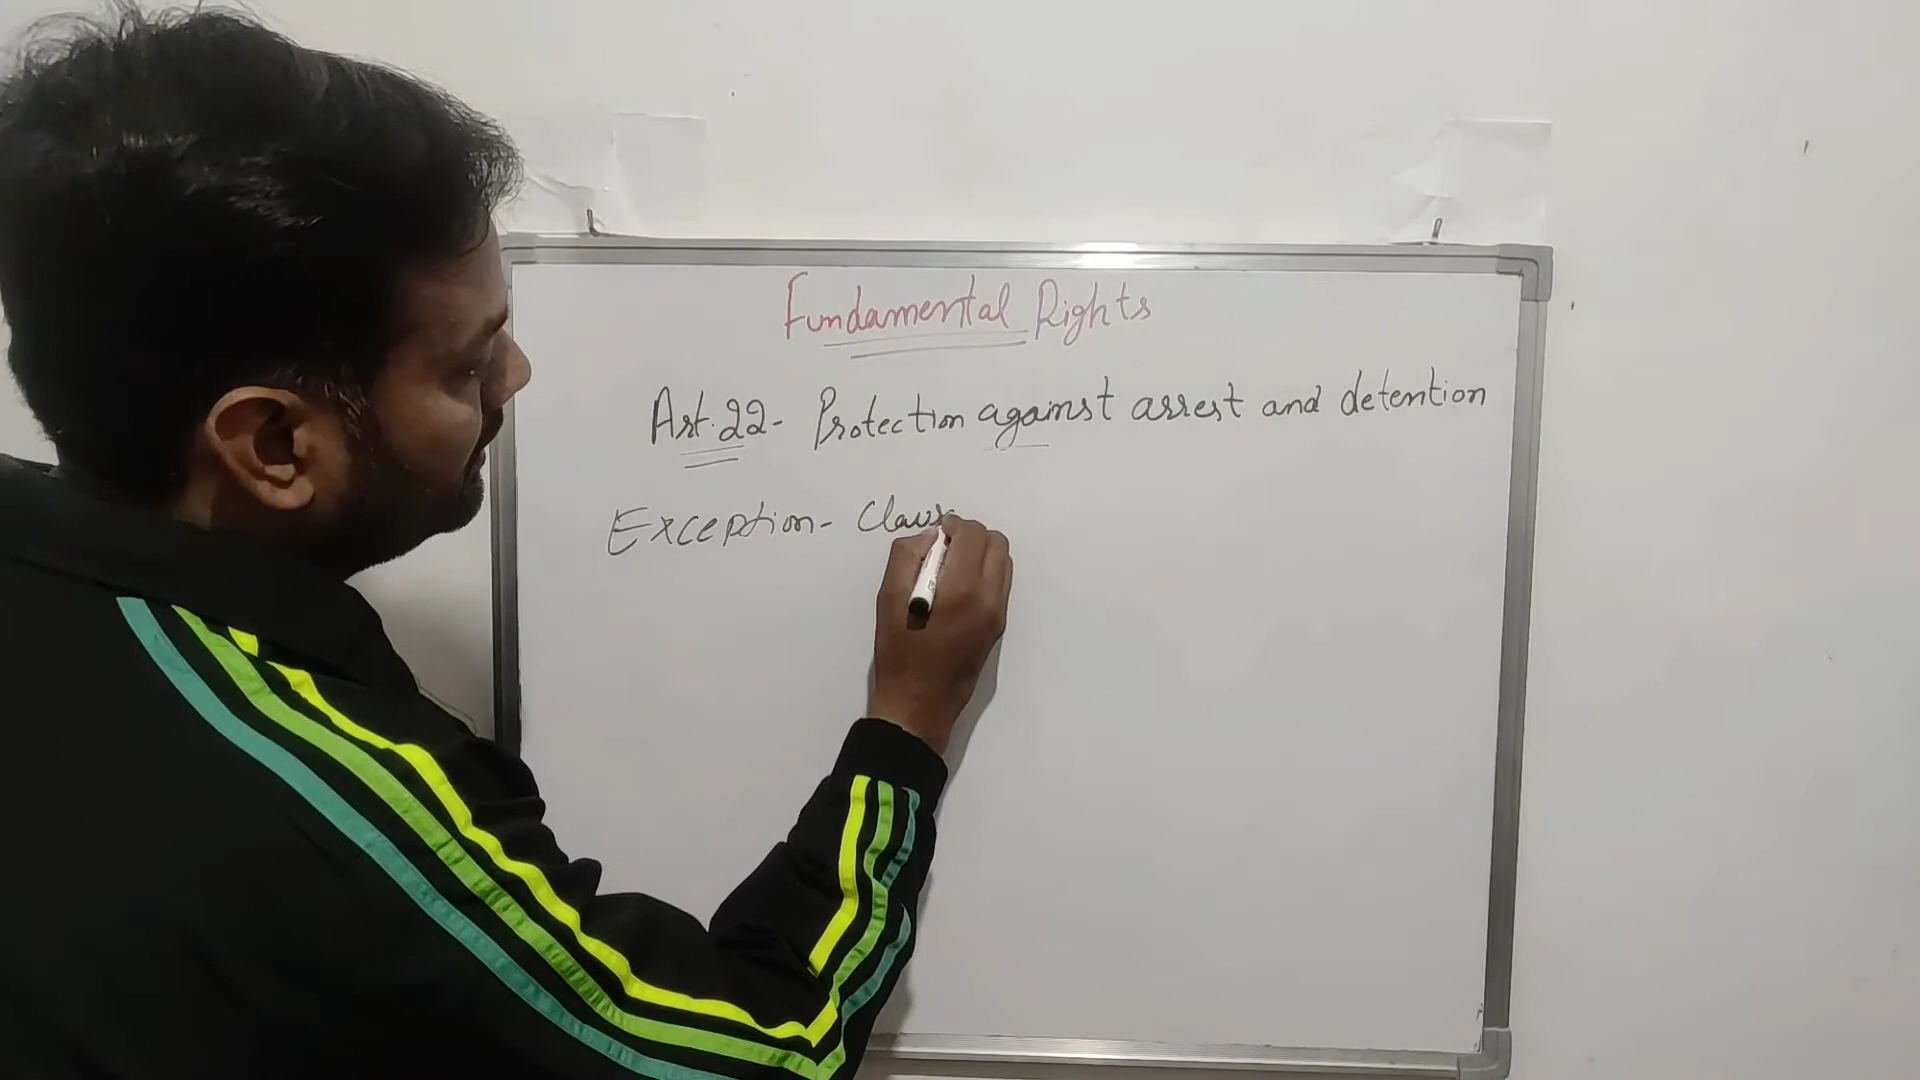 Fundamental Rights
Art.22- Protection against arrest and detention
Exception- Claus